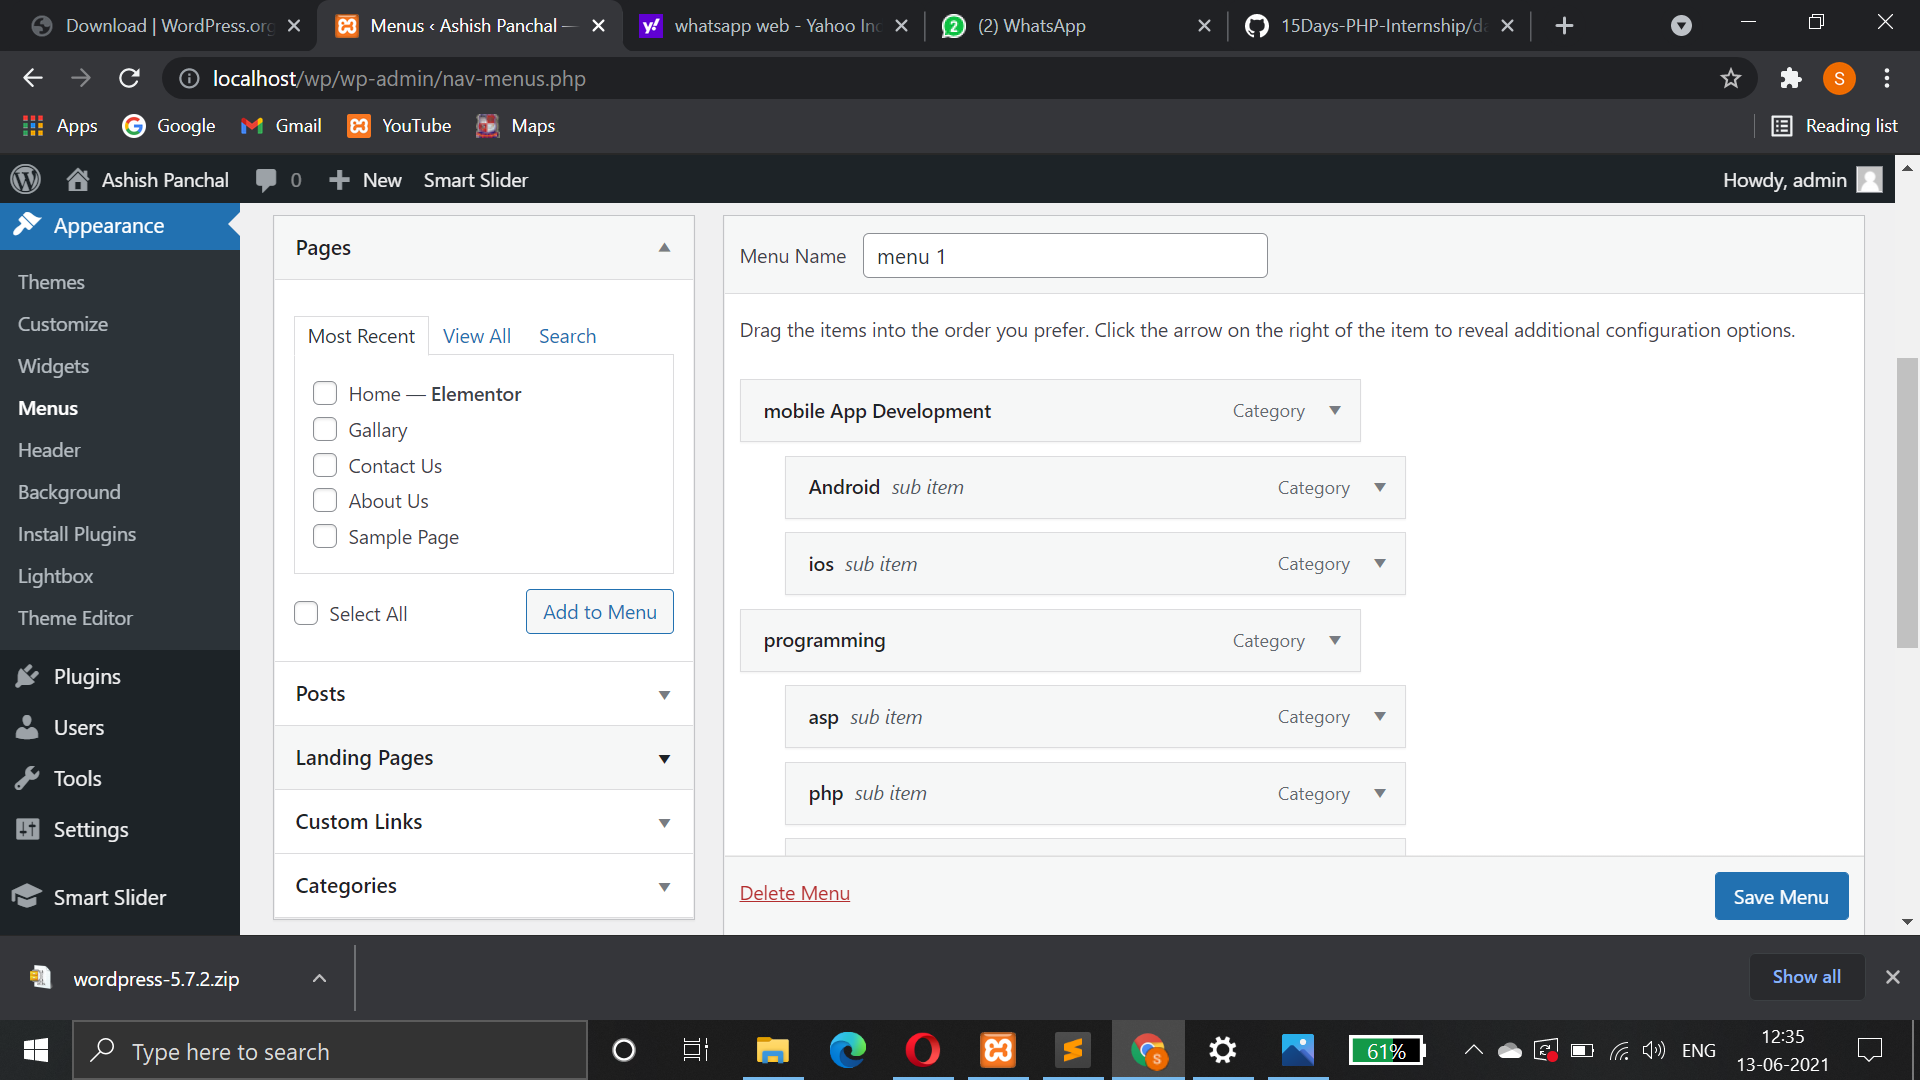 Download | WordPress.org
Menus ‹ Ashish Panchal —
whatsapp web - Yahoo Inc
(2) WhatsApp
15Days-PHP-Internship/da
localhost/wp/wp-admin/nav-menus.php
S
Apps
Google
Gmail
YouTube
Maps
Reading list
Ashish Panchal
0
New
Smart Slider
Howdy, admin
Appearance
Themes
Customize
Widgets
Menus
Header
Background
Install Plugins
Lightbox
Theme Editor
Plugins
Users
Tools
Settings
Smart Slider
Pages
Most Recent
View All
Search
Home — Elementor
Gallary
Contact Us
About Us
Sample Page
Select All
Add to Menu
Posts
Landing Pages
Custom Links
Categories
Menu Name
menu 1
Drag the items into the order you prefer. Click the arrow on the right of the item to reveal additional configuration options.
mobile App Development Category
Android sub item Category
ios sub item Category
programming Category
asp sub item Category
php sub item Category
Delete Menu
Save Menu
wordpress-5.7.2.zip
Show all
Type here to search
61%
ENG
12:35
13-06-2021